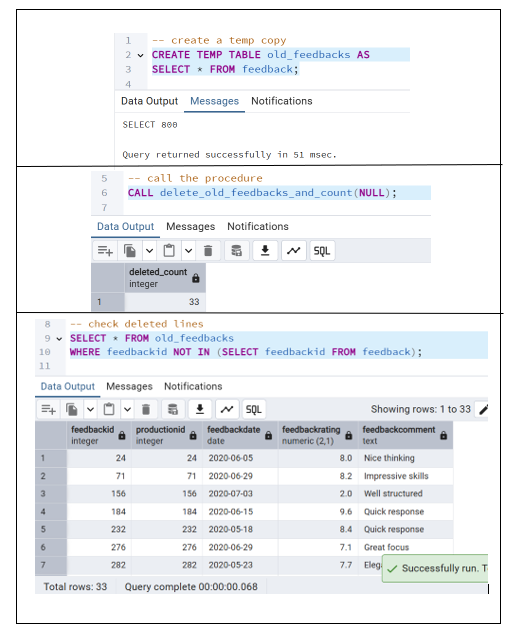 1 -- create a temp copy
2 CREATE TEMP TABLE old_feedbacks AS
3 SELECT * FROM feedback;
4
Data Output Messages Notifications
SELECT 800
Query returned successfully in 51 msec.
5 -- call the procedure
6 CALL delete_old_feedbacks_and_count(NULL);
7
Data Output Messages Notifications
SQL
deleted_count
integer
1 33
8 -- check deleted lines
9 SELECT * FROM old_feedbacks
10 WHERE feedbackid NOT IN (SELECT feedbackid FROM feedback);
11
Data Output Messages Notifications
SQL Showing rows: 1 to 33
feedbackid productionid feedbackdate feedbackrating feedbackcomment
integer integer date numeric (2,1) text
1 24 24 2020-06-05 8.0 Nice thinking
2 71 71 2020-06-29 8.2 Impressive skills
3 156 156 2020-07-03 2.0 Well structured
4 184 184 2020-06-15 9.6 Quick response
5 232 232 2020-05-18 8.4 Quick response
6 276 276 2020-06-29 7.1 Great focus
7 282 282 2020-05-23 7.7 Eleg
Successfully run. T
Total rows: 33 Query complete 00:00:00.068